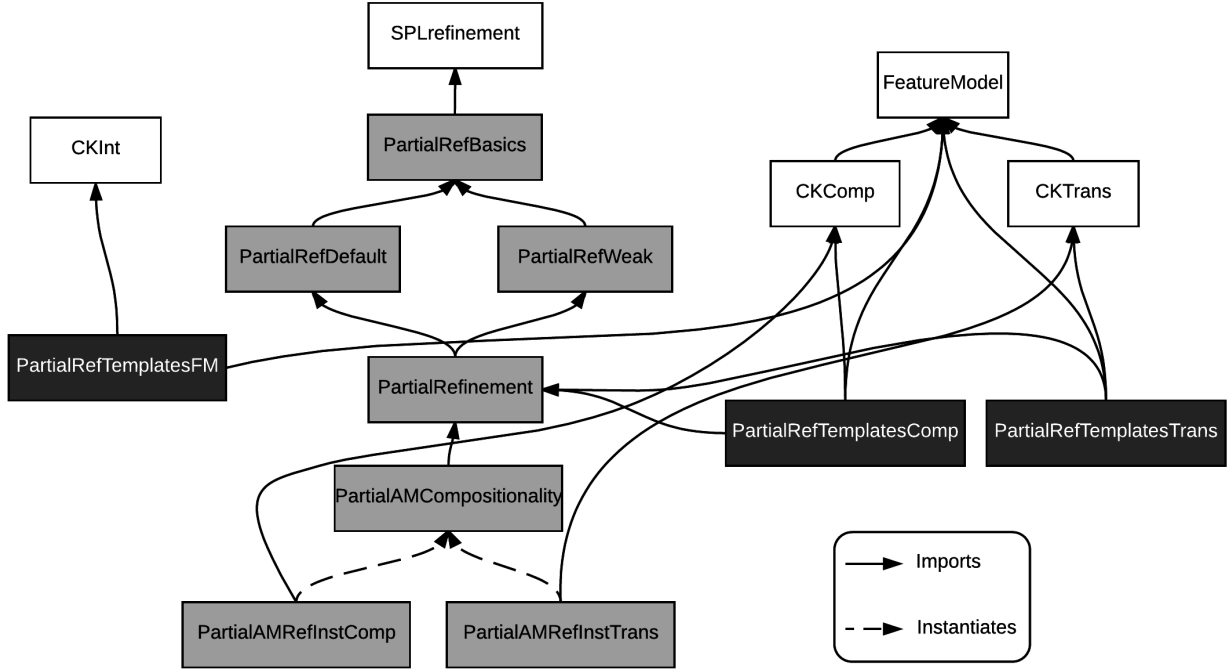 SPLrefinement
FeatureModel
CKInt
PartialRefBasics
CKComp
CKTrans
PartialRefDefault
PartialRefWeak
PartialRefTemplatesFM
PartialRefinement
PartialRefTemplatesComp
PartialRefTemplatesTrans
PartialAMCompositionality
Imports
Instantiates
PartialAMRefInstComp
PartialAMRefInstTrans